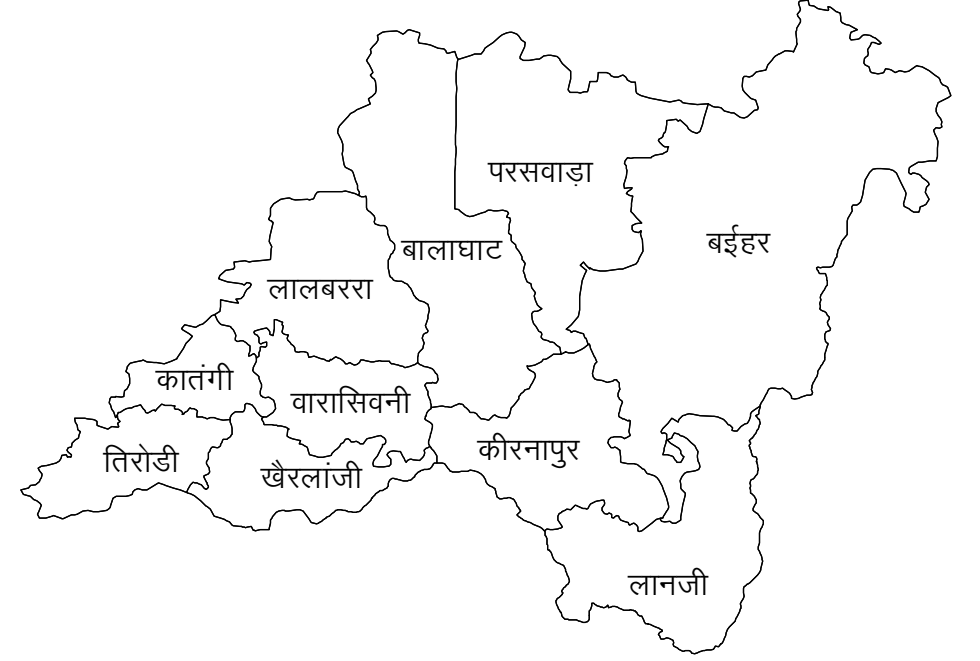 परसवाड़ा
बईहर
बालाघाट
लालबररा
कातंगी
वारासिवनी
कीरनापुर
तिरोडी
खैरलांजी
लानजी